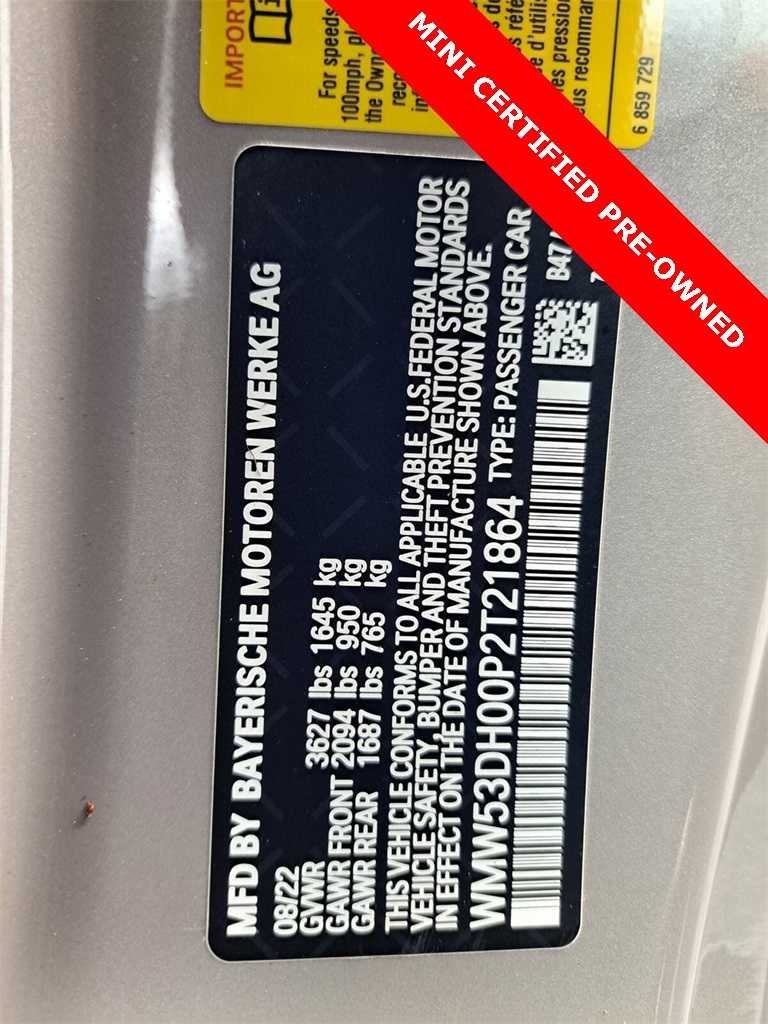 MINI CERTIFIED PRE-OWNED
IMPORT
For speeds
100mph,
the Own
6 859 729
MFD BY BAYERISCHE MOTOREN WERKE AG
08/22
GVWR 3627 lbs 1645 kg
GAWR FRONT 2094 lbs 950 kg
GAWR REAR 1687 lbs 765 kg
THIS VEHICLE CONFORMS TO ALL APPLICABLE U.S.FEDERAL MOTOR
VEHICLE SAFETY, BUMPER AND THEFT PREVENTION STANDARDS
IN EFFECT ON THE DATE OF MANUFACTURE SHOWN ABOVE.
WMW53DH00P2T21864 TYPE: PASSENGER CAR
B47